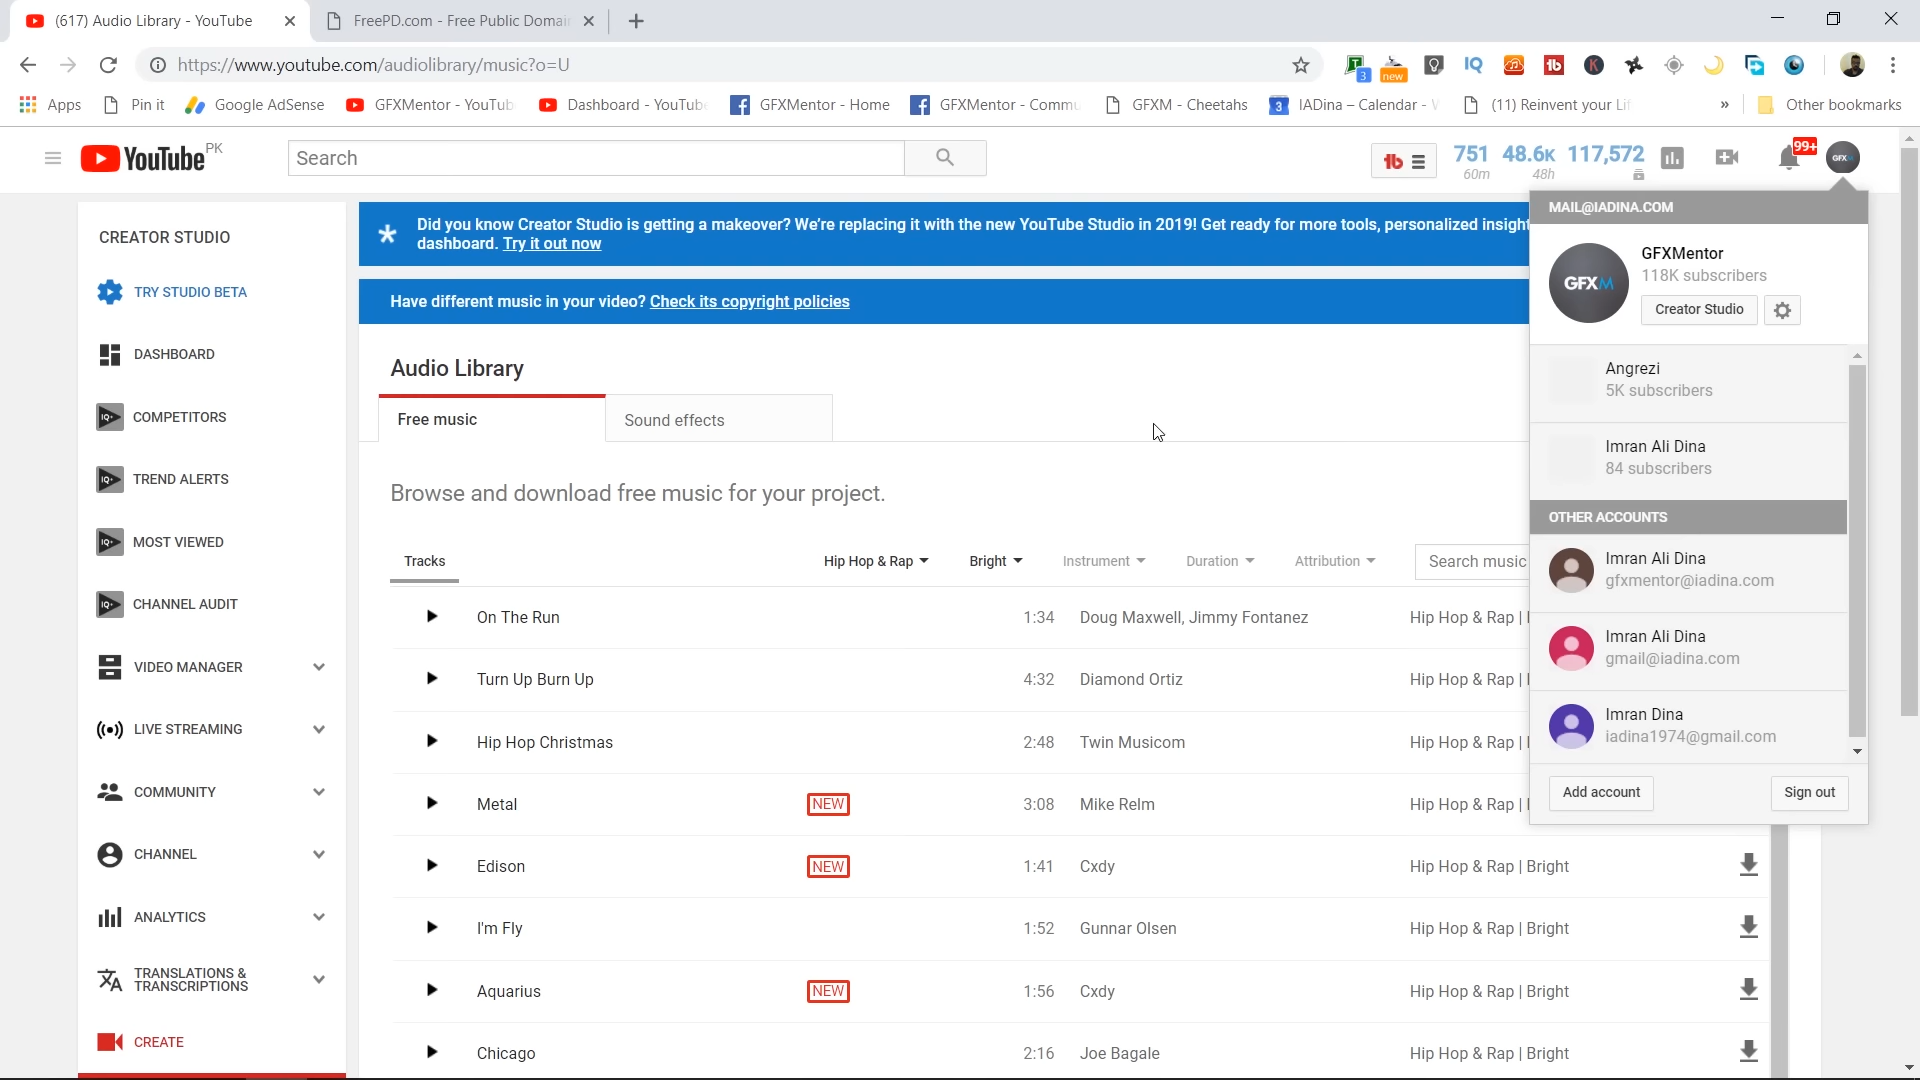 (617) Audio Library - YouTube
FreePD.com - Free Public Domai
https://www.youtube.com/audiolibrary/music?o=U
3
new
IQ
Apps
Pin it
Google AdSense
GFXMentor - YouTub
Dashboard - YouTube
GFXMentor - Home
GFXMentor - Commu
GFXM - Cheetahs
3
IADina – Calendar -
(11) Reinvent your Lif
»
Other bookmarks
YouTube PK
Search
751 48.6K 117,572
60m 48h
99+
GFXM
MAIL@IADINA.COM
GFXM
GFXMentor
118K subscribers
Creator Studio
Angrezi
5K subscribers
Imran Ali Dina
84 subscribers
OTHER ACCOUNTS
Imran Ali Dina
gfxmentor@iadina.com
Imran Ali Dina
gmail@iadina.com
Imran Dina
iadina1974@gmail.com
Add account
Sign out
CREATOR STUDIO
TRY STUDIO BETA
DASHBOARD
COMPETITORS
TREND ALERTS
MOST VIEWED
CHANNEL AUDIT
VIDEO MANAGER
LIVE STREAMING
COMMUNITY
CHANNEL
ANALYTICS
TRANSLATIONS &
TRANSCRIPTIONS
CREATE
Did you know Creator Studio is getting a makeover? We're replacing it with the new YouTube Studio in 2019! Get ready for more tools, personalized insight
dashboard. Try it out now
Have different music in your video? Check its copyright policies
Audio Library
Free music
Sound effects
Browse and download free music for your project.
Tracks Hip Hop & Rap Bright Instrument Duration Attribution Search music
On The Run 1:34 Doug Maxwell, Jimmy Fontanez Hip Hop & Rap |
Turn Up Burn Up 4:32 Diamond Ortiz Hip Hop & Rap |
Hip Hop Christmas 2:48 Twin Musicom Hip Hop & Rap |
Metal NEW 3:08 Mike Relm Hip Hop & Rap |
Edison NEW 1:41 Cxdy Hip Hop & Rap | Bright
I'm Fly 1:52 Gunnar Olsen Hip Hop & Rap | Bright
Aquarius NEW 1:56 Cxdy Hip Hop & Rap | Bright
Chicago 2:16 Joe Bagale Hip Hop & Rap | Bright